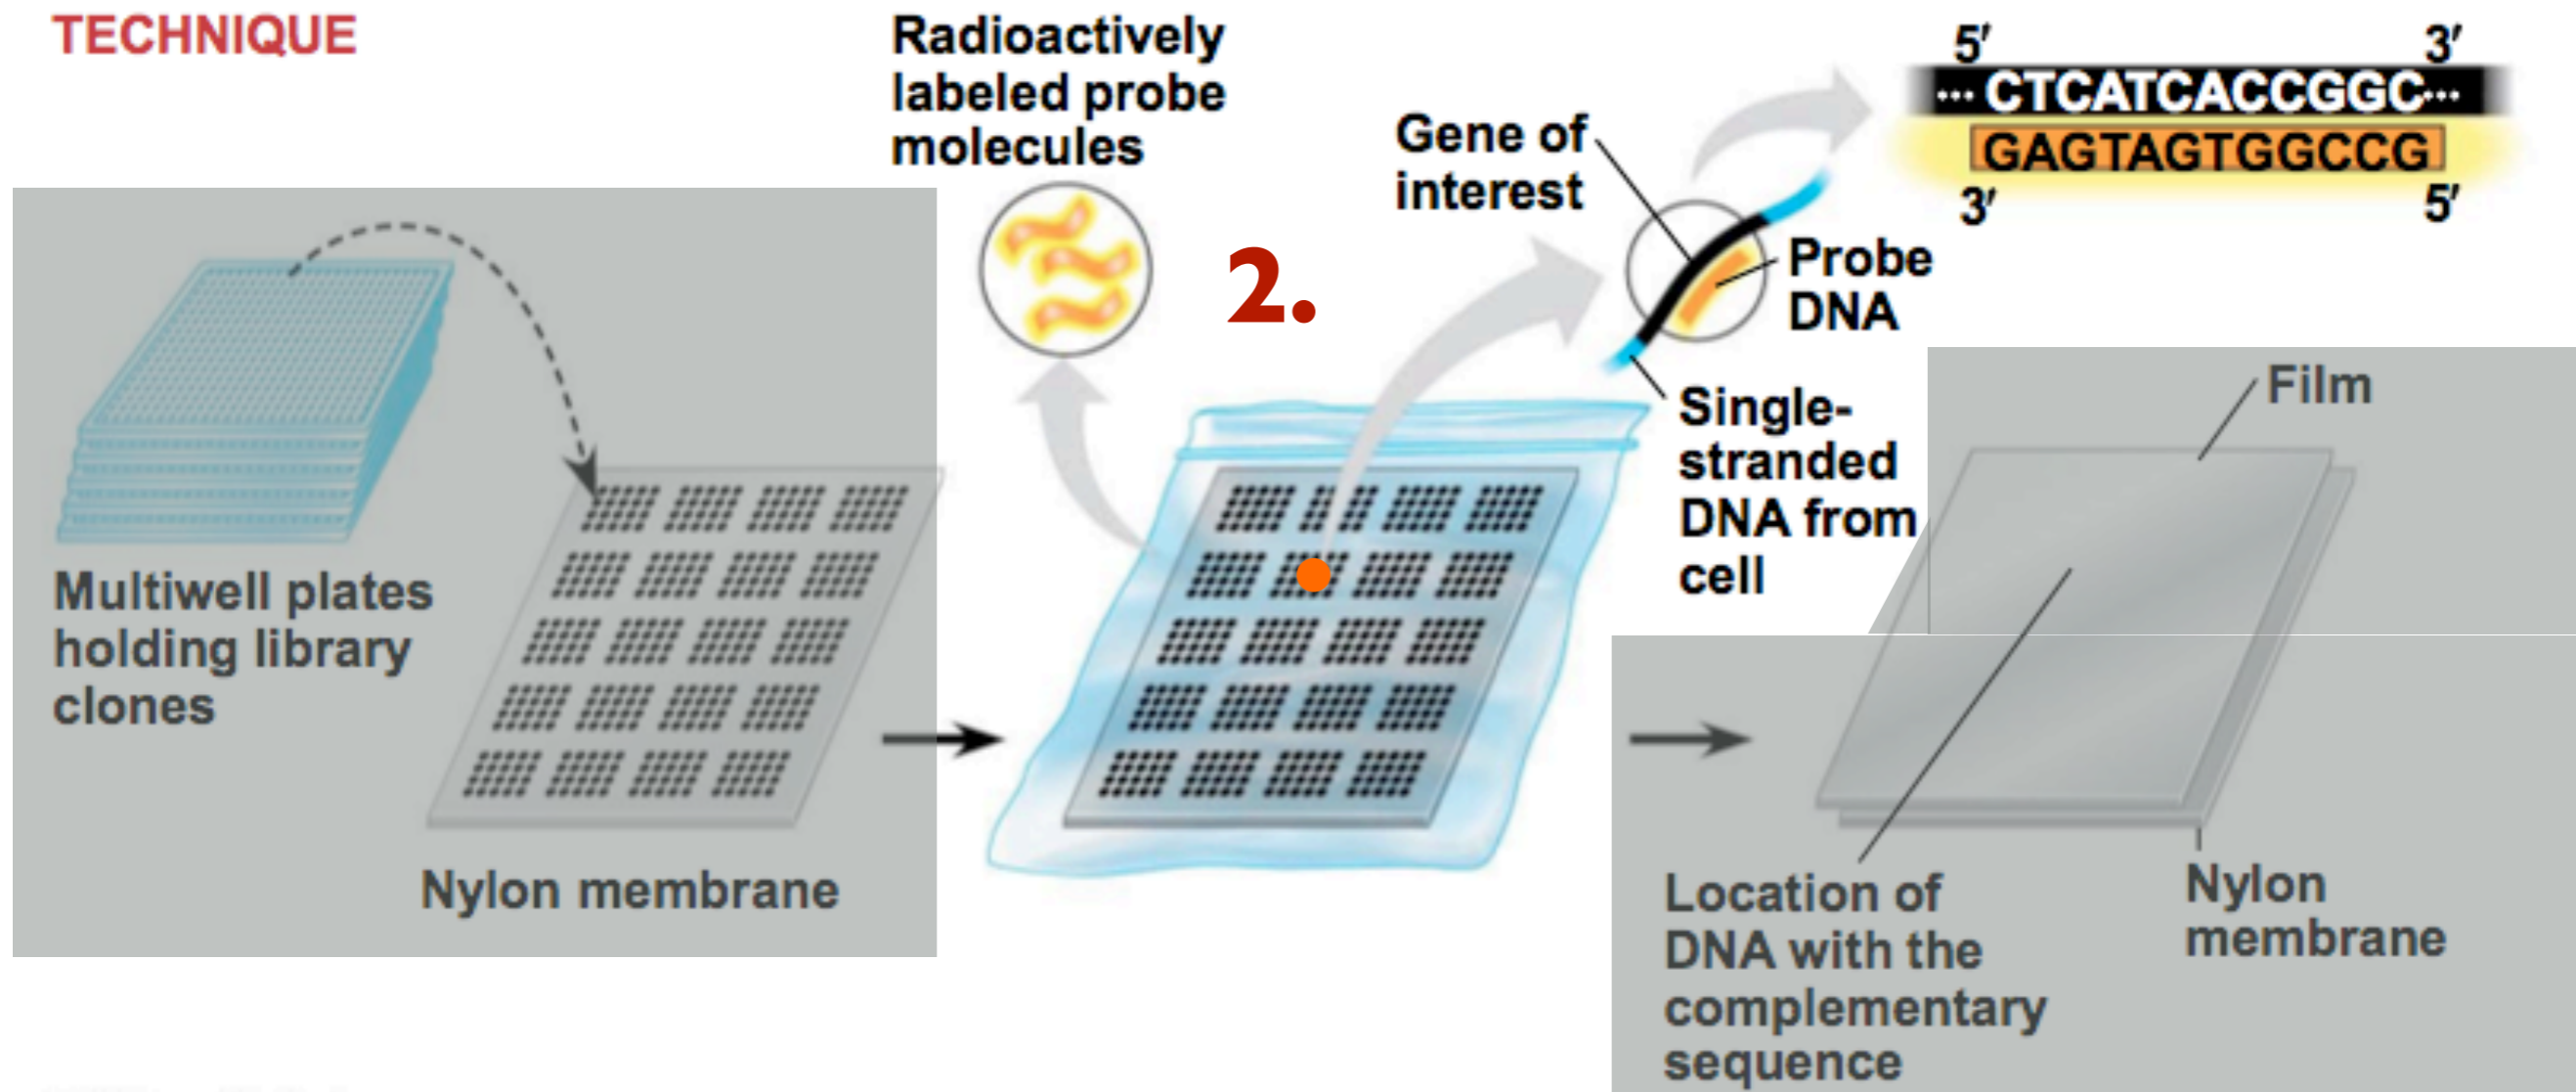 TECHNIQUE
Radioactively
labeled probe
molecules
2.
Gene of
interest
5′ 3′
... CTCATCACCGGC...
GAGTAGTGGCCG
3′ 5′
Probe
DNA
Single-
stranded
DNA from
cell
Film
Multiwell plates
holding library
clones
Nylon membrane
Location of
DNA with the
complementary
sequence
Nylon
membrane